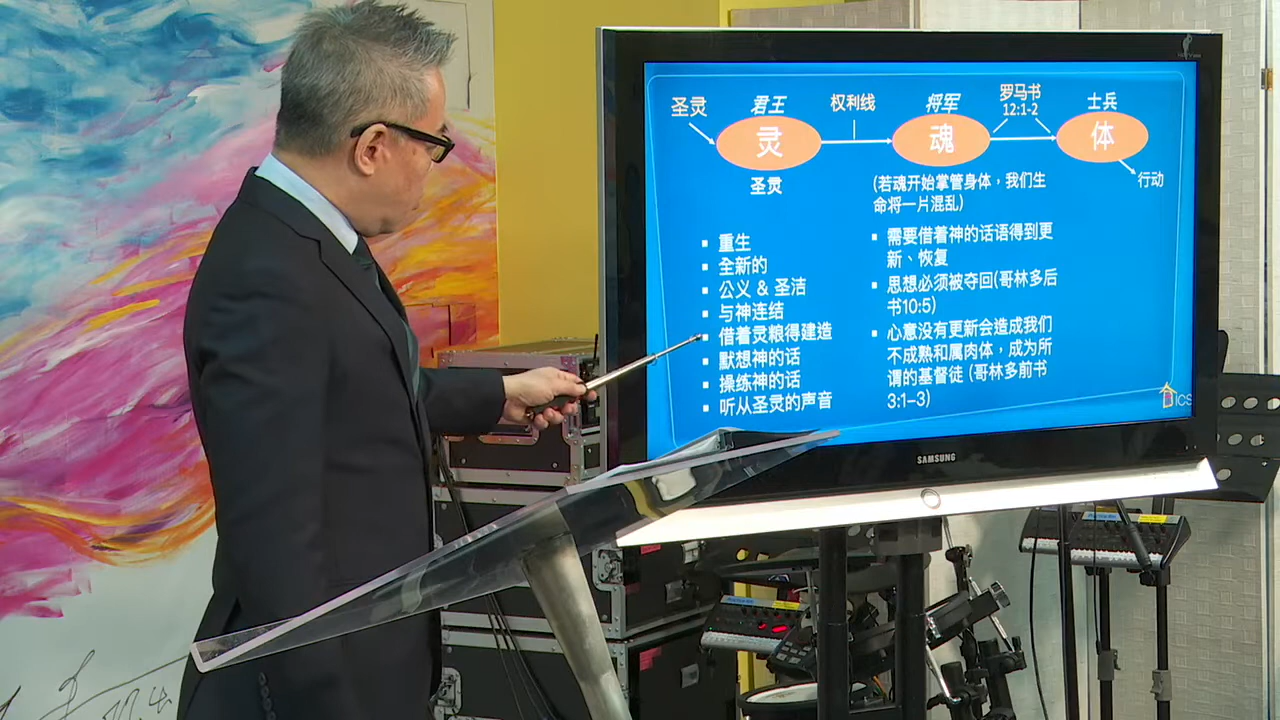 圣灵 君王 权利线 将军 罗马书 士兵
12:1-2
灵 魂 体
圣灵
行动
(若魂开始掌管身体，我们生
命将一片混乱)
▪ 重生
▪ 全新的
▪ 公义 & 圣洁
▪ 与神连结
▪ 借着灵粮得建造
▪ 默想神的话
▪ 操练神的话
▪ 听从圣灵的声音
▪ 需要借着神的话语得到更
新、恢复
▪ 思想必须被夺回(哥林多后
书10:5)
▪ 心意没有更新会造成我们
不成熟和属肉体，成为所
谓的基督徒 (哥林多前书
3:1–3)
SAMSUNG